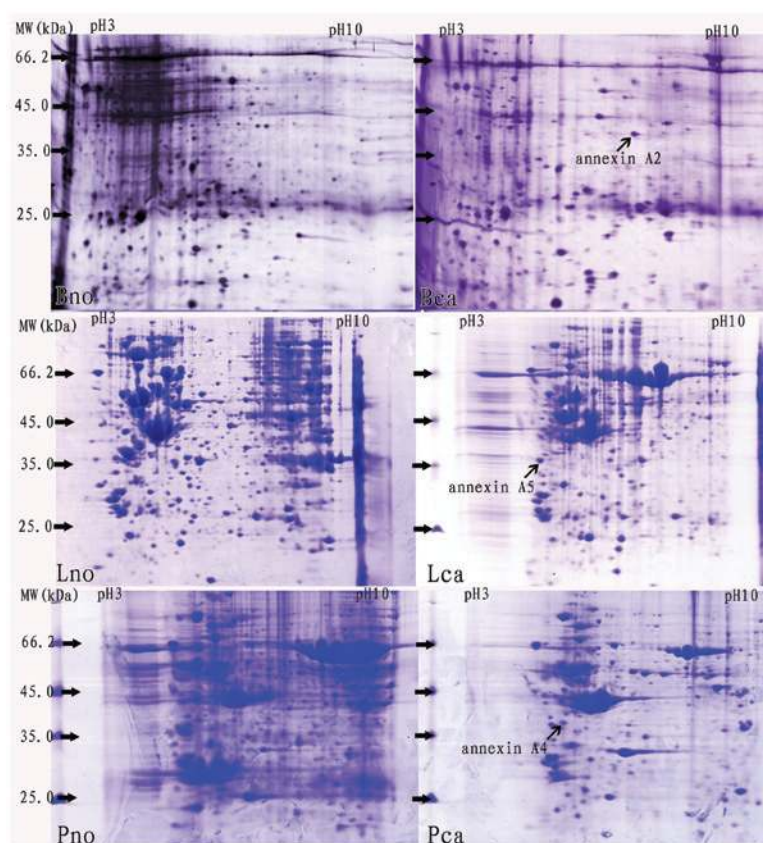 MW(kDa) pH3 pH10 pH3 pH10
66.2
45.0
35.0
annexin A2
25.0
Bno Bca
MW(kDa) pH3 pH10 pH3 pH10
66.2
45.0
35.0
annexin A5
25.0
Lno Lca
MW(kDa) pH3 pH10 pH3 pH10
66.2
45.0
35.0
annexin A4
25.0
Pno Pca